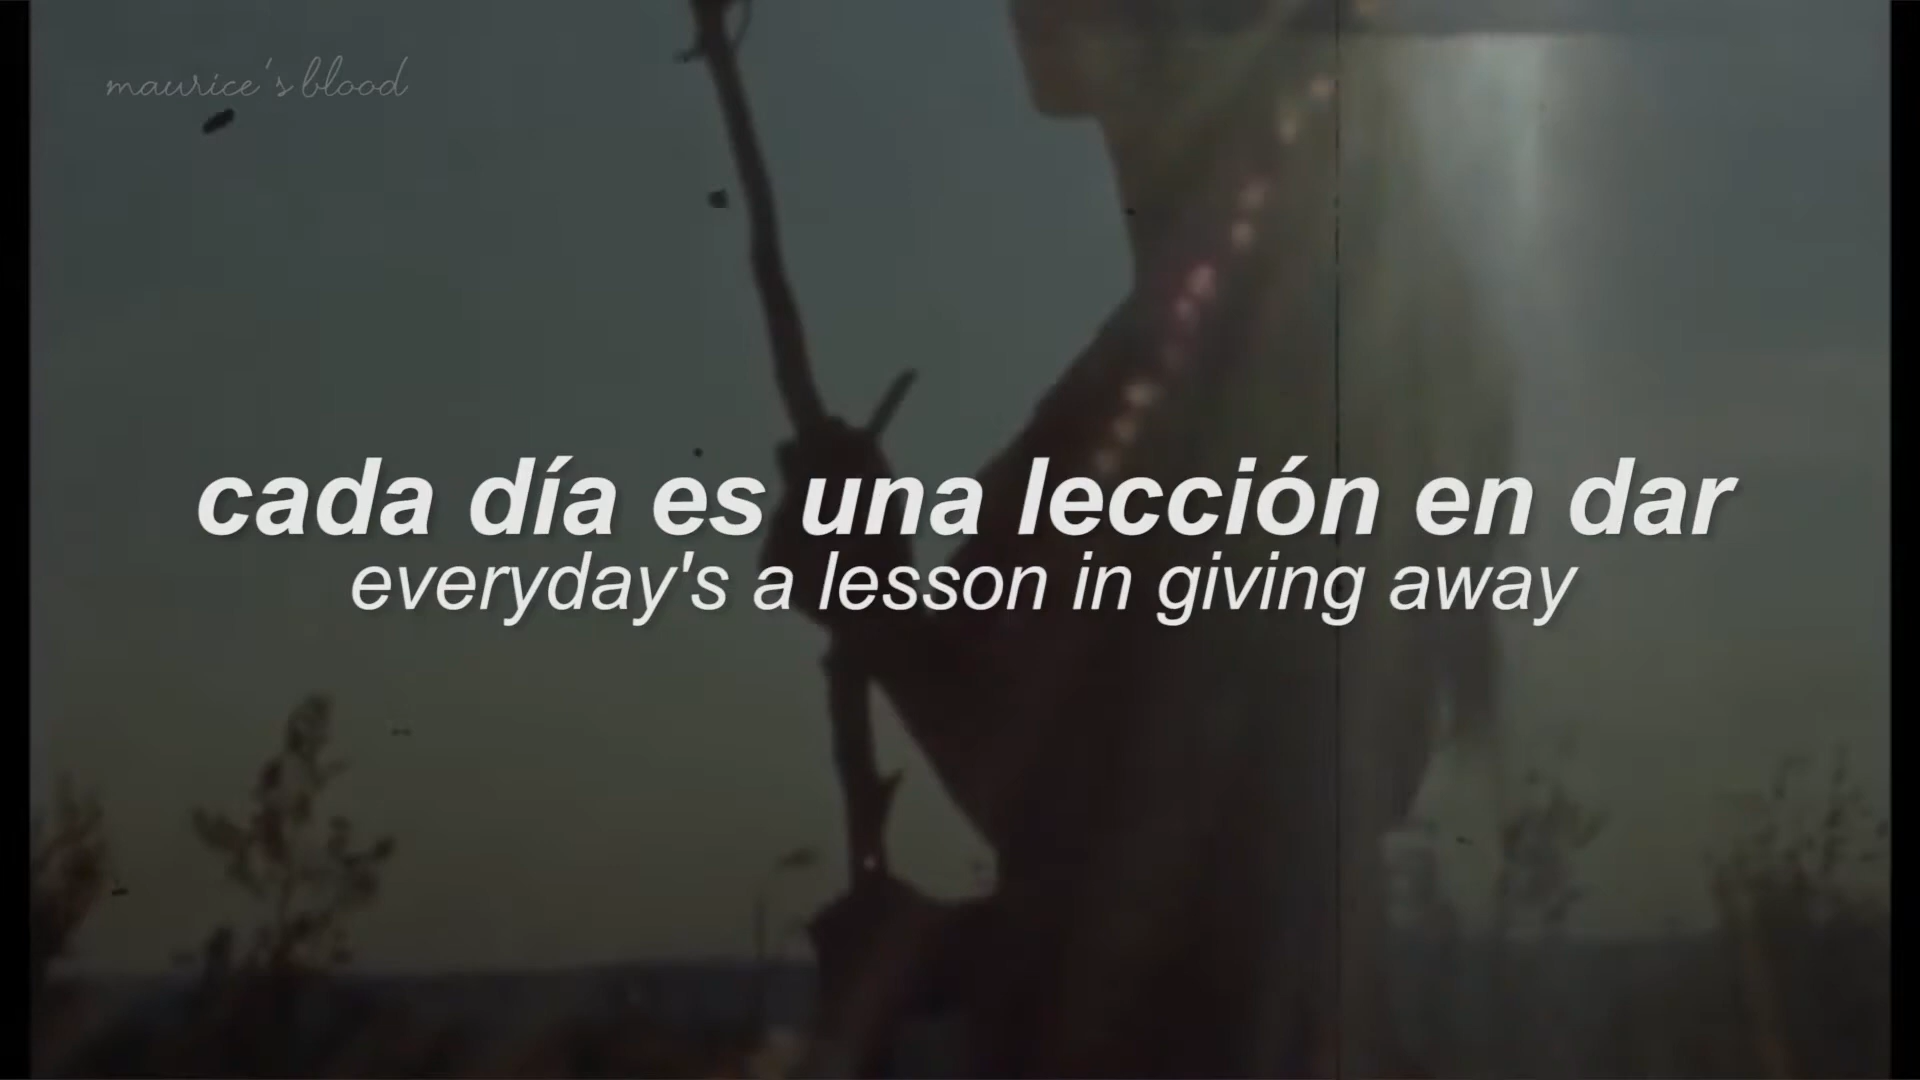 maurice's blood
cada día es una lección en dar
everyday's a lesson in giving away